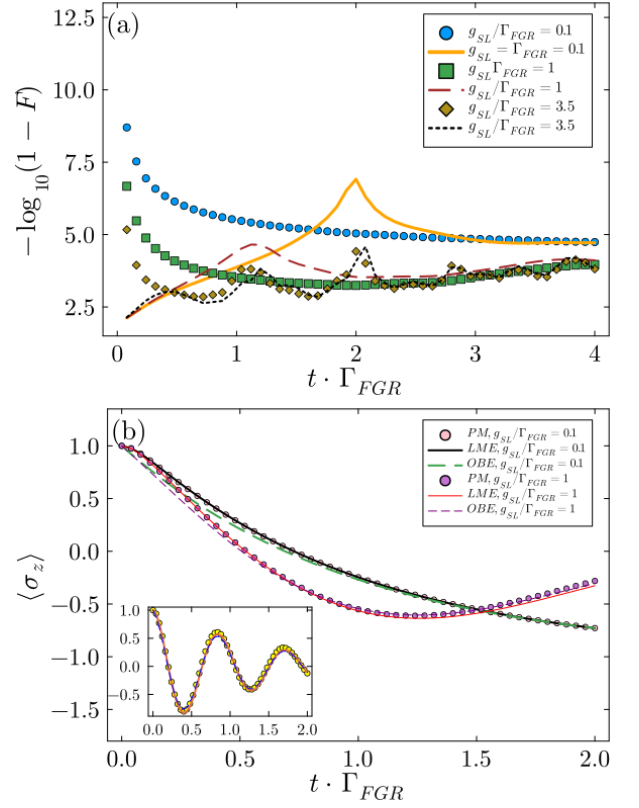 (a)
12.5
10.0
7.5
5.0
2.5
−log₁₀(1 − F)
g_SL/Γ_FGR = 0.1
g_SL = Γ_FGR = 0.1
g_SL Γ_FGR = 1
g_SL/Γ_FGR = 1
g_SL/Γ_FGR = 3.5
g_SL/Γ_FGR = 3.5
0 1 2 3 4
t · Γ_FGR
(b)
1.0
0.5
0.0
−0.5
−1.0
−1.5
⟨σ_z⟩
PM, g_SL/Γ_FGR = 0.1
LME, g_SL/Γ_FGR = 0.1
OBE, g_SL/Γ_FGR = 0.1
PM, g_SL/Γ_FGR = 1
LME, g_SL/Γ_FGR = 1
OBE, g_SL/Γ_FGR = 1
1.0
0.5
0.0
−0.5
0.0 0.5 1.0 1.5 2.0
0.0 0.5 1.0 1.5 2.0
t · Γ_FGR